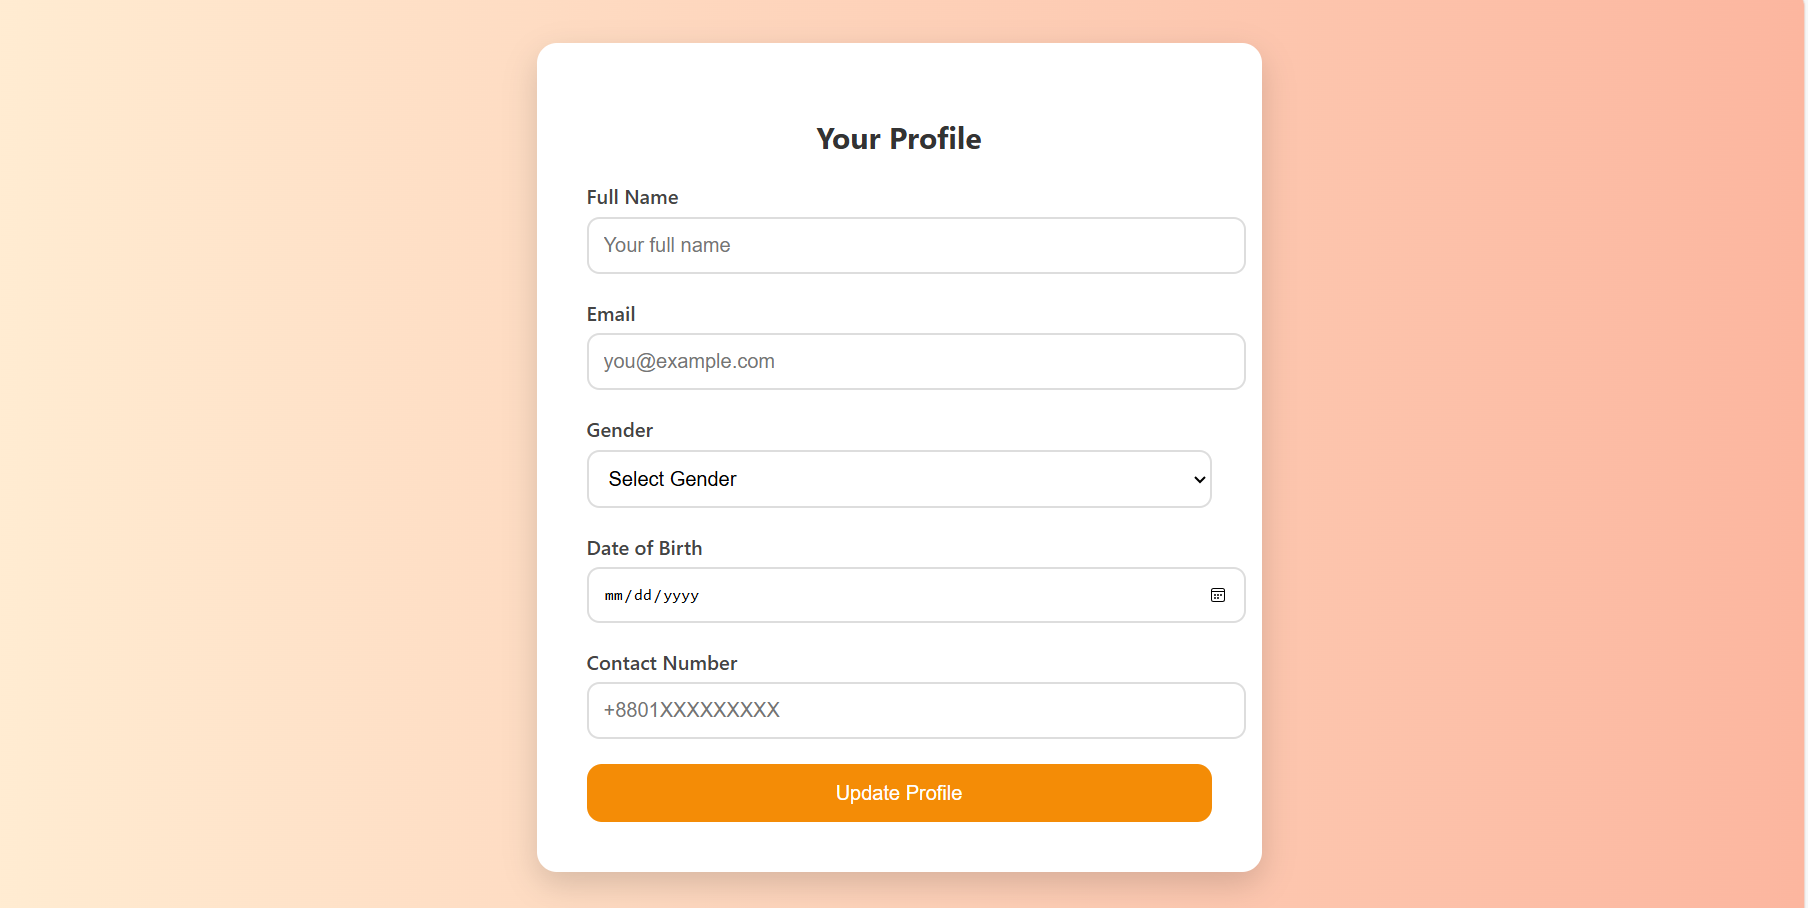 Your Profile
Full Name
Your full name
Email
you@example.com
Gender
Select Gender
Date of Birth
mm/dd/yyyy
Contact Number
+8801XXXXXXXXX
Update Profile